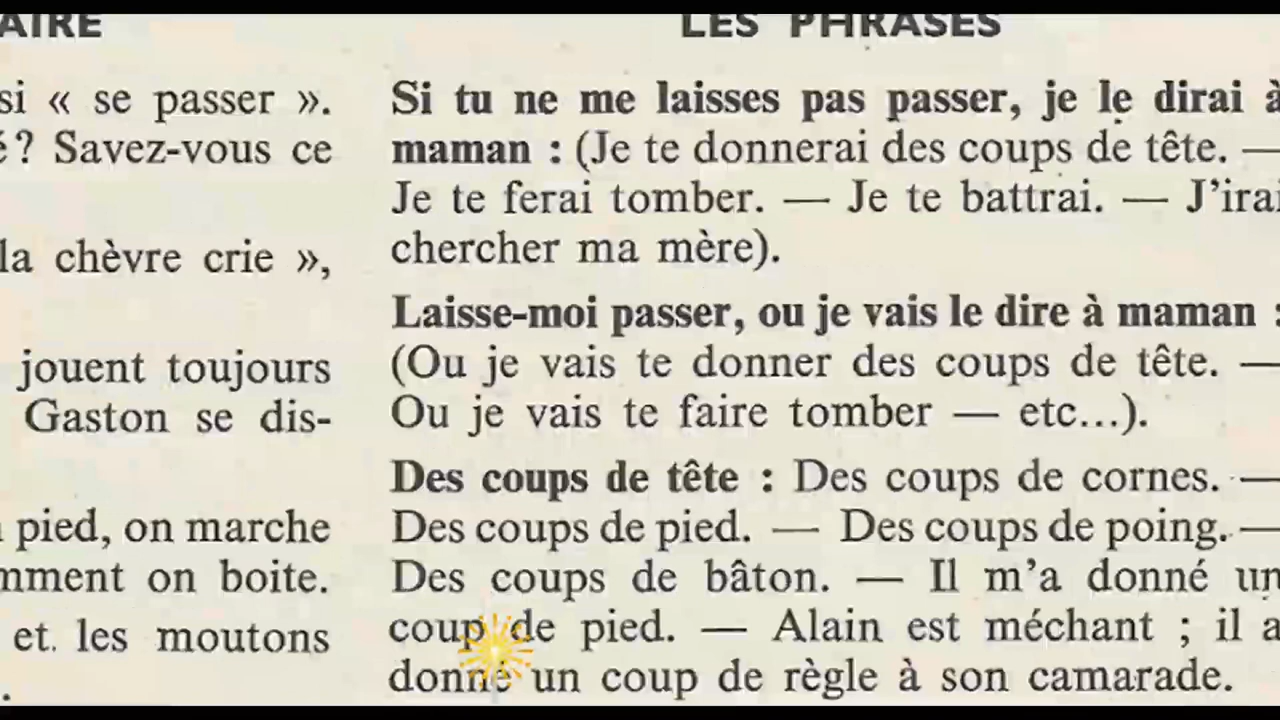 AIRE
si « se passer ».
é? Savez-vous ce
la chèvre crie »,
jouent toujours
Gaston se dis-
pied, on marche
mment on boite.
et les moutons
LES PHRASES
Si tu ne me laisses pas passer, je le dirai à
maman : (Je te donnerai des coups de tête. —
Je te ferai tomber. — Je te battrai. — J'irai
chercher ma mère).
Laisse-moi passer, ou je vais le dire à maman :
(Ou je vais te donner des coups de tête. —
Ou je vais te faire tomber — etc...).
Des coups de tête : Des coups de cornes. —
Des coups de pied. — Des coups de poing. —
Des coups de bâton. — Il m'a donné un
coup de pied. — Alain est méchant ; il a
donné un coup de règle à son camarade.